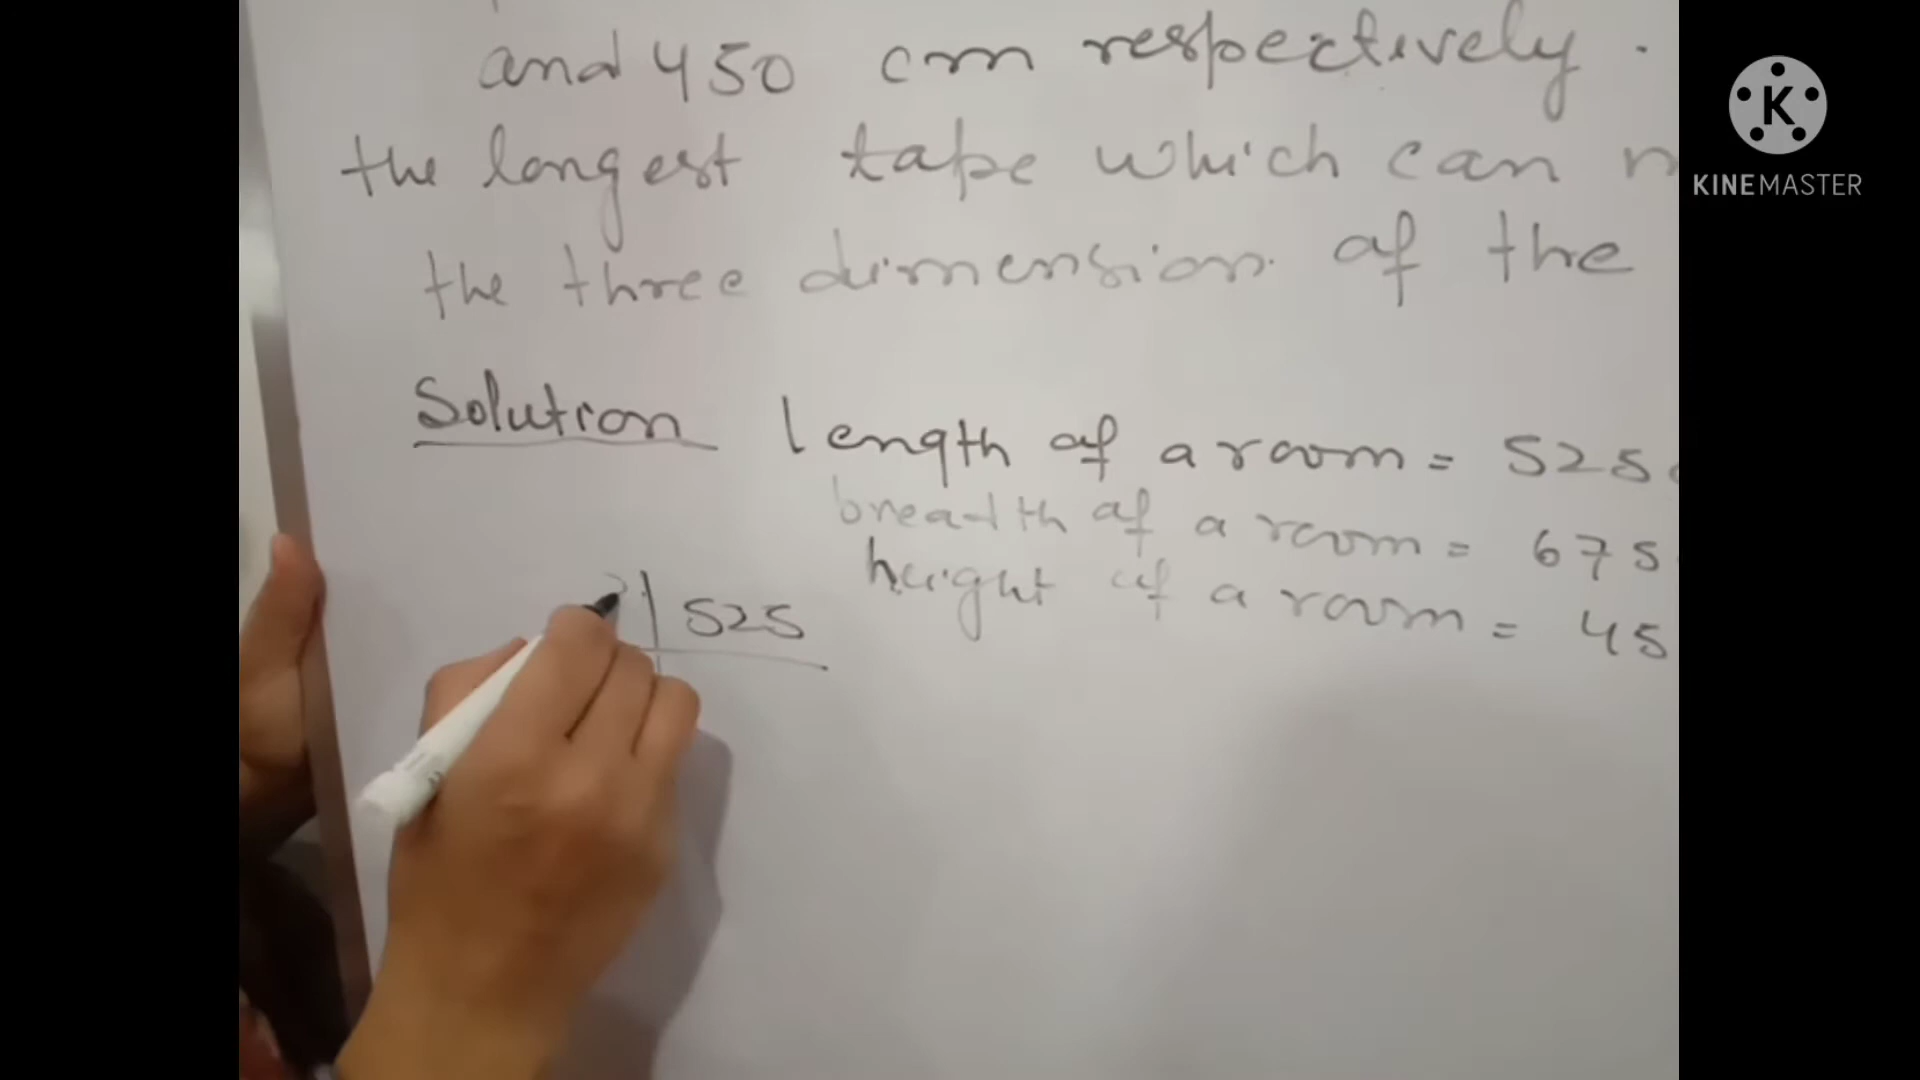 and 450 cm respectively.
the longest tape which can
the three dimension of the
Solution length of a room = 525
breadth of a room = 675
height of a room = 45
525
K
KINEMASTER